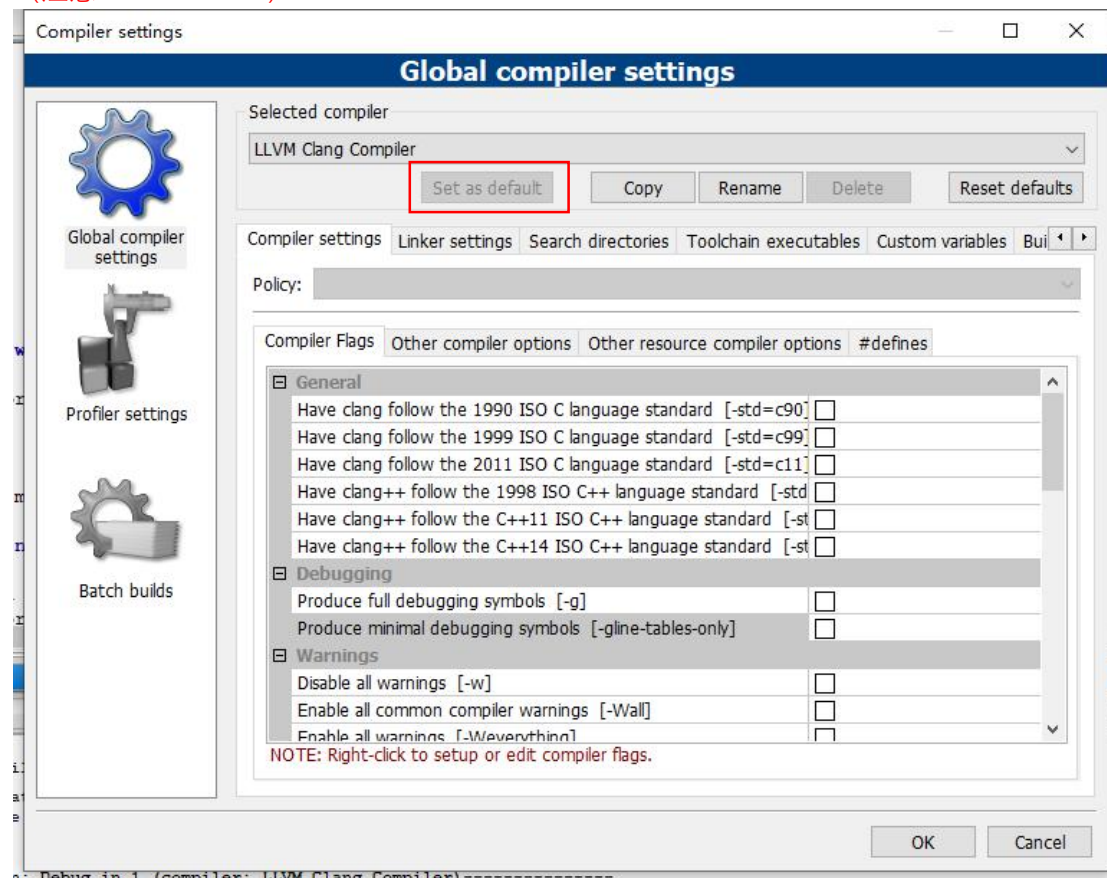 Compiler settings
Global compiler settings
Selected compiler
LLVM Clang Compiler
Set as default
Copy
Rename
Delete
Reset defaults
Global compiler
settings
Profiler settings
Batch builds
Compiler settings
Linker settings
Search directories
Toolchain executables
Custom variables
Bui
Policy:
Compiler Flags
Other compiler options
Other resource compiler options
#defines
General
Have clang follow the 1990 ISO C language standard [-std=c90]
Have clang follow the 1999 ISO C language standard [-std=c99]
Have clang follow the 2011 ISO C language standard [-std=c11]
Have clang++ follow the 1998 ISO C++ language standard [-std
Have clang++ follow the C++11 ISO C++ language standard [-st
Have clang++ follow the C++14 ISO C++ language standard [-st
Debugging
Produce full debugging symbols [-g]
Produce minimal debugging symbols [-gline-tables-only]
Warnings
Disable all warnings [-w]
Enable all common compiler warnings [-Wall]
Enable all warnings [-Weverything]
NOTE: Right-click to setup or edit compiler flags.
OK
Cancel
Debug in 1 (compiler: LLVM Clang Compiler)---------------